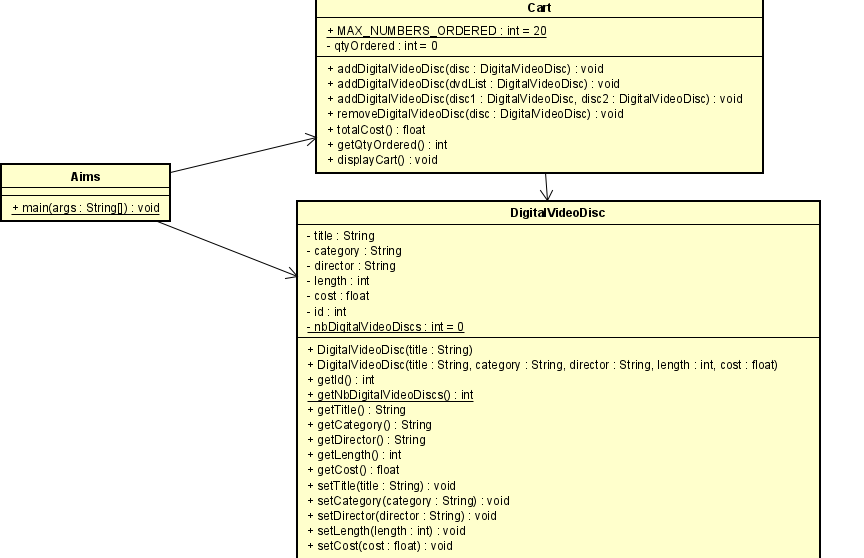 Cart
+ MAX_NUMBERS_ORDERED : int = 20
- qtyOrdered : int = 0
+ addDigitalVideoDisc(disc : DigitalVideoDisc) : void
+ addDigitalVideoDisc(dvdList : DigitalVideoDisc) : void
+ addDigitalVideoDisc(disc1 : DigitalVideoDisc, disc2 : DigitalVideoDisc) : void
+ removeDigitalVideoDisc(disc : DigitalVideoDisc) : void
+ totalCost() : float
+ getQtyOrdered() : int
+ displayCart() : void
Aims
+ main(args : String[]) : void
DigitalVideoDisc
- title : String
- category : String
- director : String
- length : int
- cost : float
- id : int
- nbDigitalVideoDiscs : int = 0
+ DigitalVideoDisc(title : String)
+ DigitalVideoDisc(title : String, category : String, director : String, length : int, cost : float)
+ getId() : int
+ getNbDigitalVideoDiscs() : int
+ getTitle() : String
+ getCategory() : String
+ getDirector() : String
+ getLength() : int
+ getCost() : float
+ setTitle(title : String) : void
+ setCategory(category : String) : void
+ setDirector(director : String) : void
+ setLength(length : int) : void
+ setCost(cost : float) : void